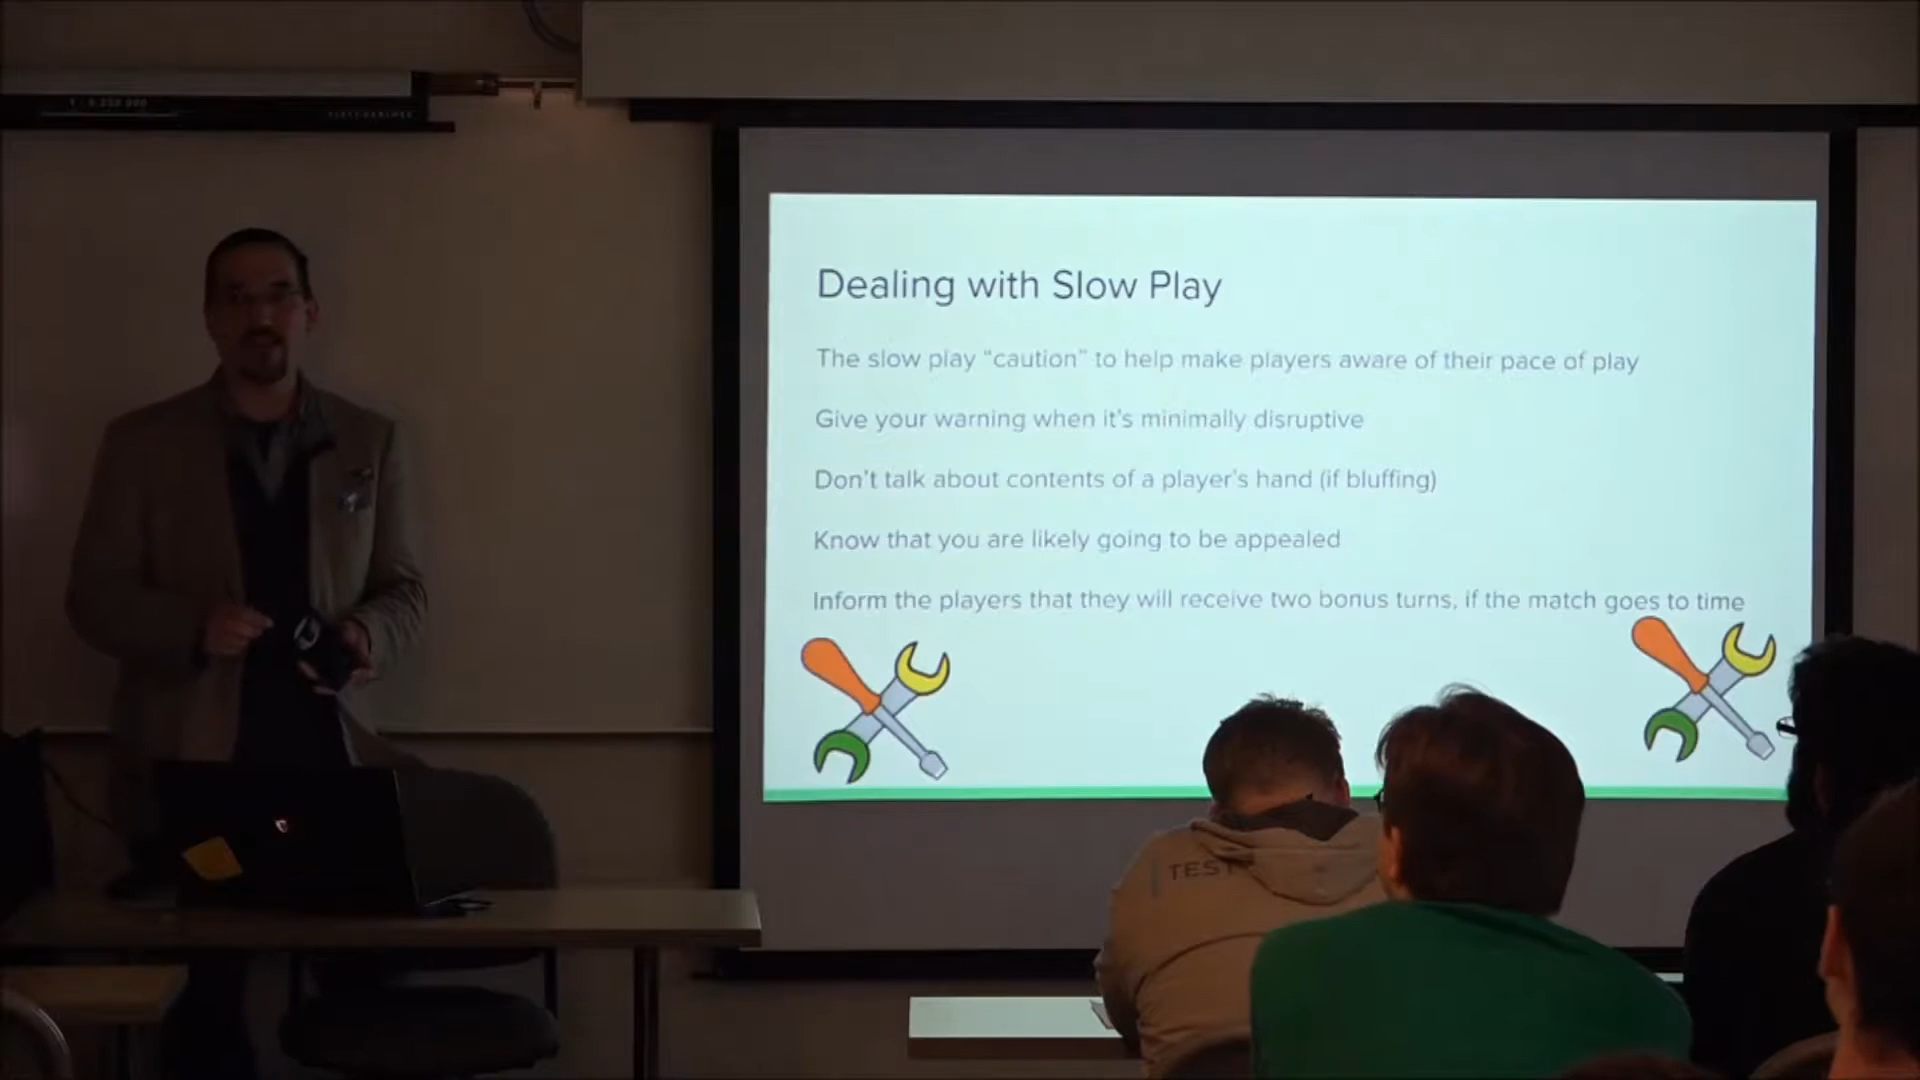 Dealing with Slow Play
The slow play "caution" to help make players aware of their pace of play
Give your warning when it's minimally disruptive
Don't talk about contents of a player's hand (if bluffing)
Know that you are likely going to be appealed
Inform the players that they will receive two bonus turns, if the match goes to time
TEST